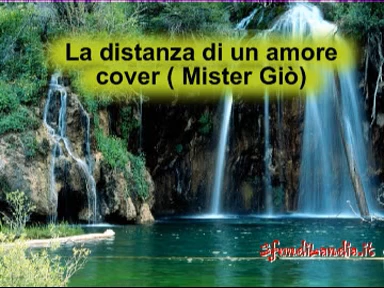 La distanza di un amore
cover ( Mister Giò)
sfondilandia.it